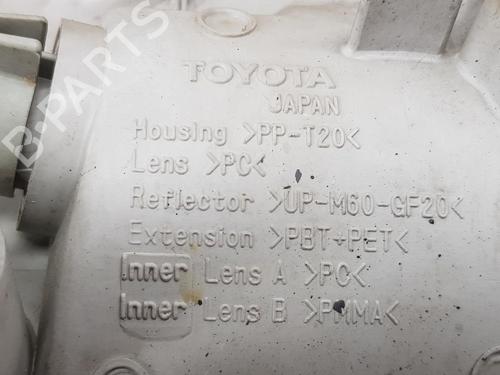 TOYOTA
JAPAN
Housing >PP-T20<
Lens >PC<
Reflector >UP-M60-GF20<
Extension >PBT+PET<
Inner Lens A >PC<
Inner Lens B >PMMA<
B-PARTS